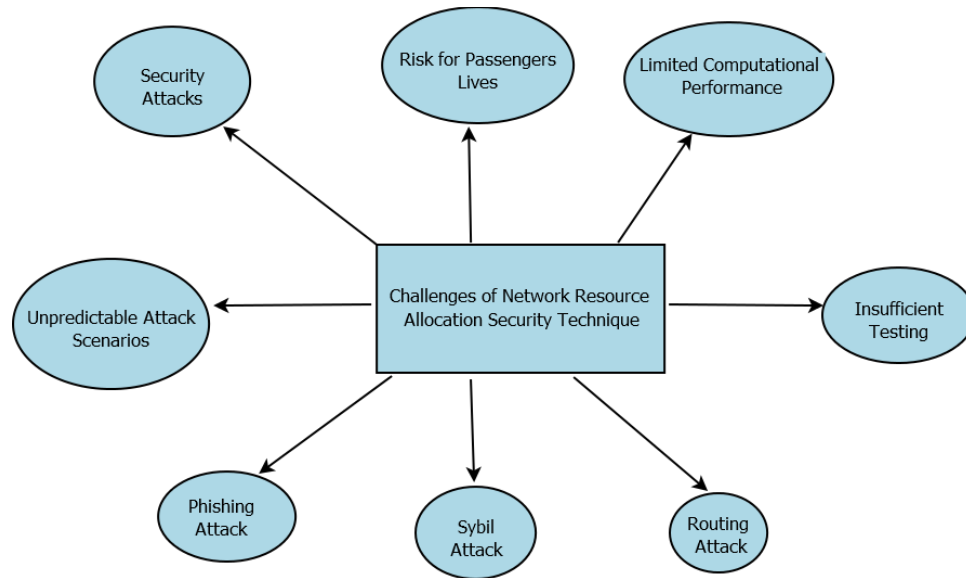 Security
Attacks
Risk for Passengers
Lives
Limited Computational
Performance
Challenges of Network Resource
Allocation Security Technique
Unpredictable Attack
Scenarios
Insufficient
Testing
Phishing
Attack
Sybil
Attack
Routing
Attack